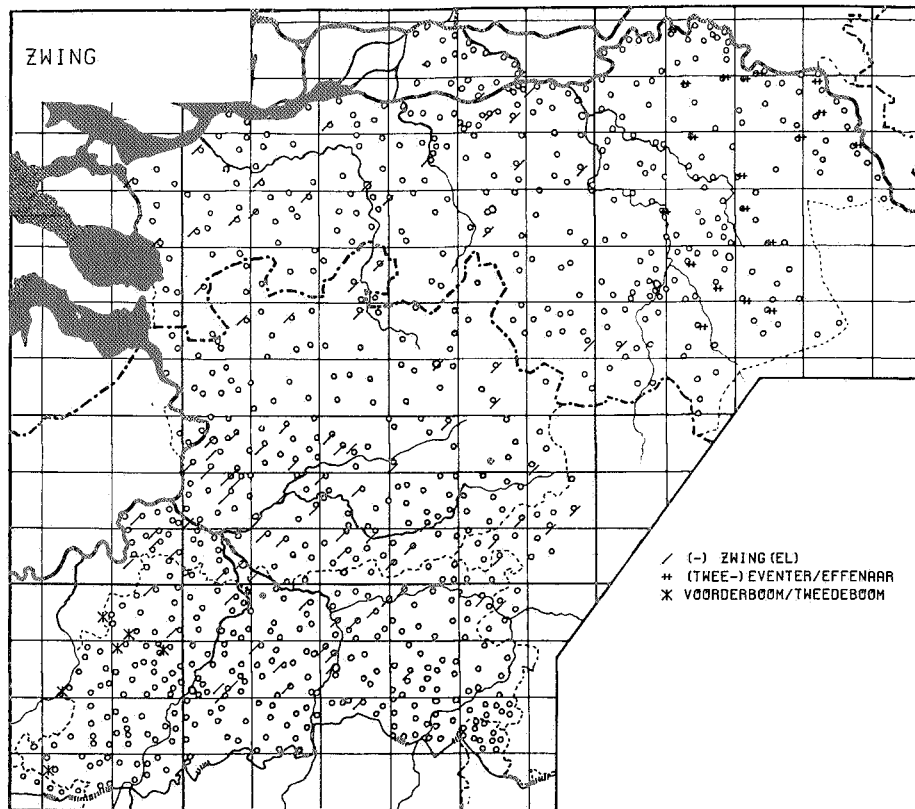 ZWING
(-) ZWING(EL)
(TWEE-) EVENTER/EFFENAAR
VOORDERBOOM/TWEEDEBOOM